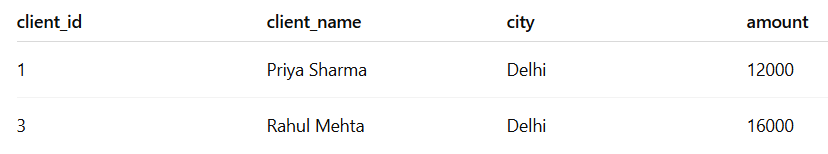 client_id client_name city amount
1 Priya Sharma Delhi 12000
3 Rahul Mehta Delhi 16000